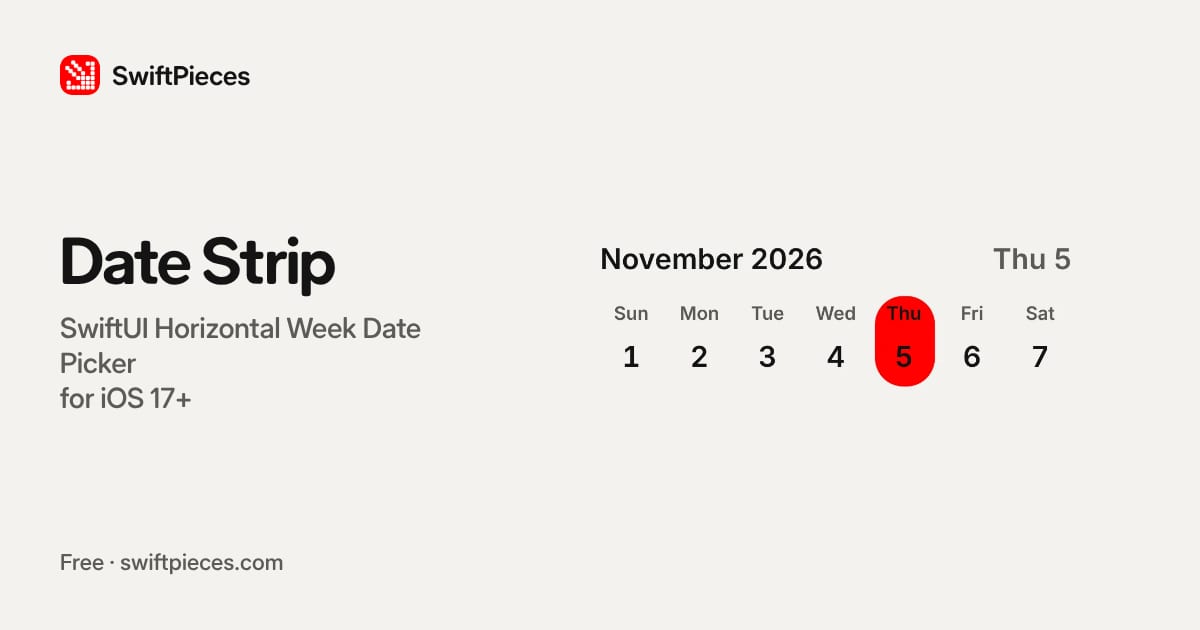 SwiftPieces
Date Strip
SwiftUI Horizontal Week Date
Picker
for iOS 17+
November 2026 Thu 5
Sun Mon Tue Wed Thu Fri Sat
1 2 3 4 5 6 7
Free · swiftpieces.com